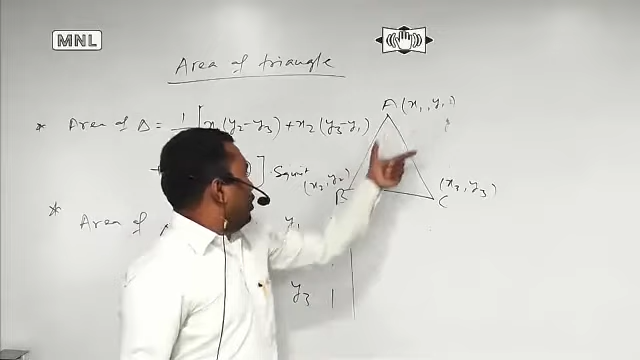 MNL
Area of triangle
A (x₁, y₁)
* Area of Δ = 1 [x₁(y₂-y₃) + x₂(y₃-y₁)
] Squnit
(x₂, y₂)
B
C
(x₃, y₃)
* Area of
y₁
y₃ 1